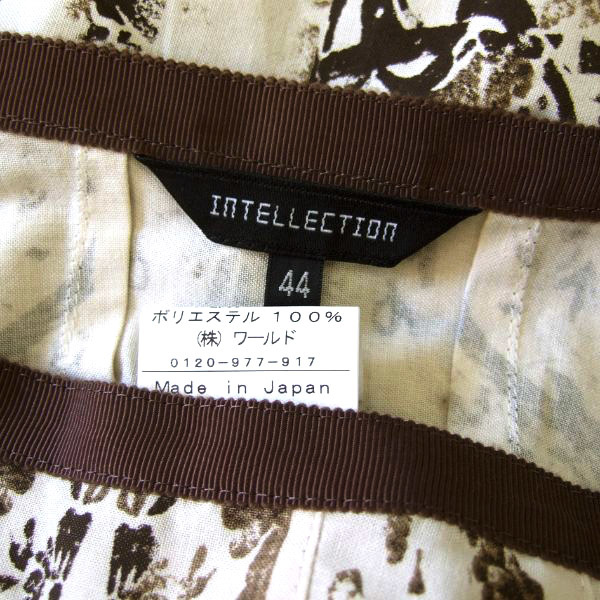 INTELLECTION
44
ポリエステル １００％
（株） ワールド
０１２０－９７７－９１７
Made in Japan